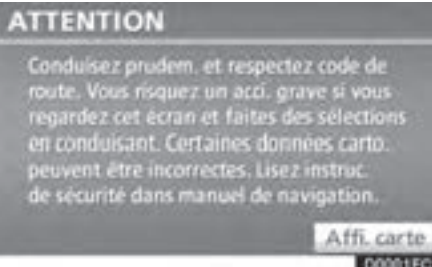 ATTENTION
Conduisez prudem. et respectez code de
route. Vous risquez un acci. grave si vous
regardez cet écran et faites des sélections
en conduisant. Certaines données carto.
peuvent être incorrectes. Lisez instruc.
de sécurité dans manuel de navigation.
Affi. carte
D0001FC